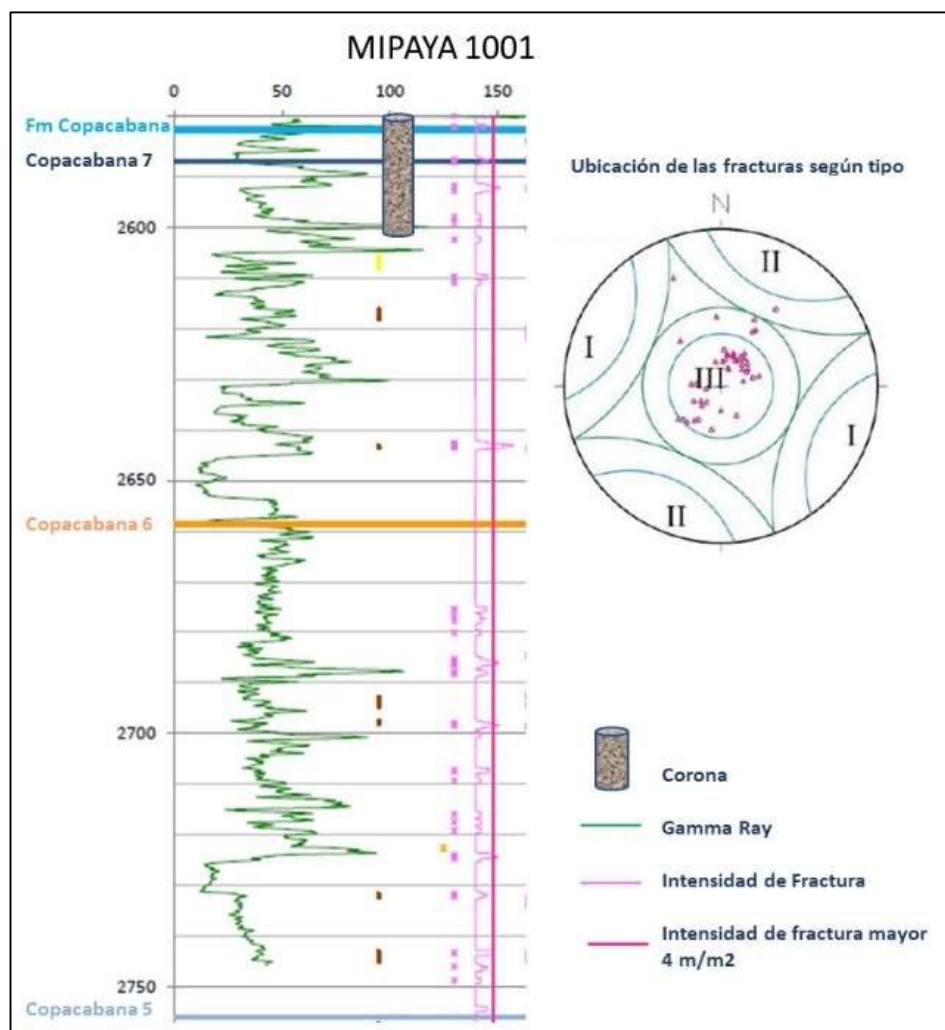 MIPAYA 1001
0 50 100 150
Fm Copacabana
Copacabana 7
2600
2650
Copacabana 6
2700
2750
Copacabana 5
Ubicación de las fracturas según tipo
N
II
I
III
I
II
Corona
Gamma Ray
Intensidad de Fractura
Intensidad de fractura mayor
4 m/m2